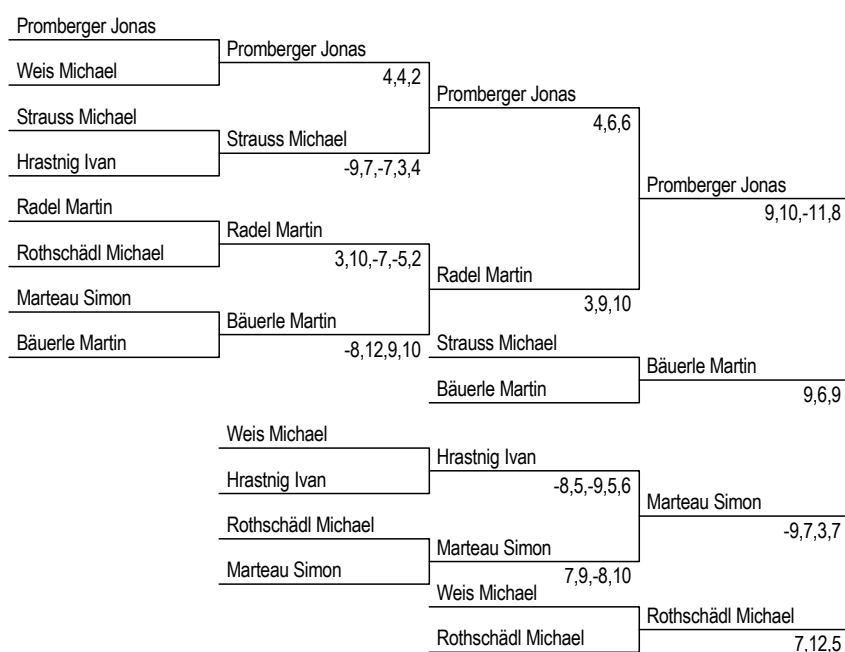 Promberger Jonas
Promberger Jonas
Weis Michael
4,4,2
Promberger Jonas
Strauss Michael
4,6,6
Strauss Michael
Hrastnig Ivan
-9,7,-7,3,4
Promberger Jonas
Radel Martin
9,10,-11,8
Radel Martin
Rothschädl Michael
3,10,-7,-5,2
Radel Martin
Marteau Simon
3,9,10
Bäuerle Martin
Bäuerle Martin
-8,12,9,10
Strauss Michael
Bäuerle Martin
Bäuerle Martin
9,6,9
Weis Michael
Hrastnig Ivan
Hrastnig Ivan
-8,5,-9,5,6
Marteau Simon
Rothschädl Michael
-9,7,3,7
Marteau Simon
Marteau Simon
7,9,-8,10
Weis Michael
Rothschädl Michael
Rothschädl Michael
7,12,5